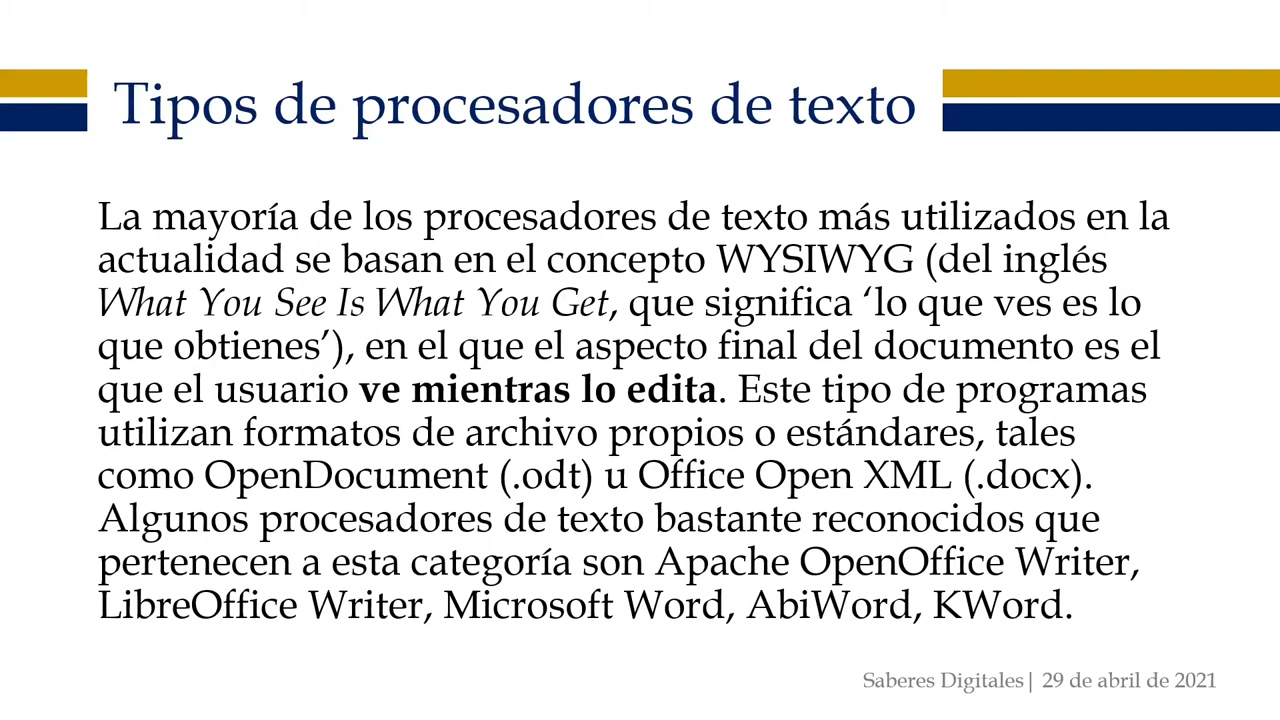 Tipos de procesadores de texto
La mayoría de los procesadores de texto más utilizados en la
actualidad se basan en el concepto WYSIWYG (del inglés
What You See Is What You Get, que significa ‘lo que ves es lo
que obtienes’), en el que el aspecto final del documento es el
que el usuario ve mientras lo edita. Este tipo de programas
utilizan formatos de archivo propios o estándares, tales
como OpenDocument (.odt) u Office Open XML (.docx).
Algunos procesadores de texto bastante reconocidos que
pertenecen a esta categoría son Apache OpenOffice Writer,
LibreOffice Writer, Microsoft Word, AbiWord, KWord.
Saberes Digitales| 29 de abril de 2021